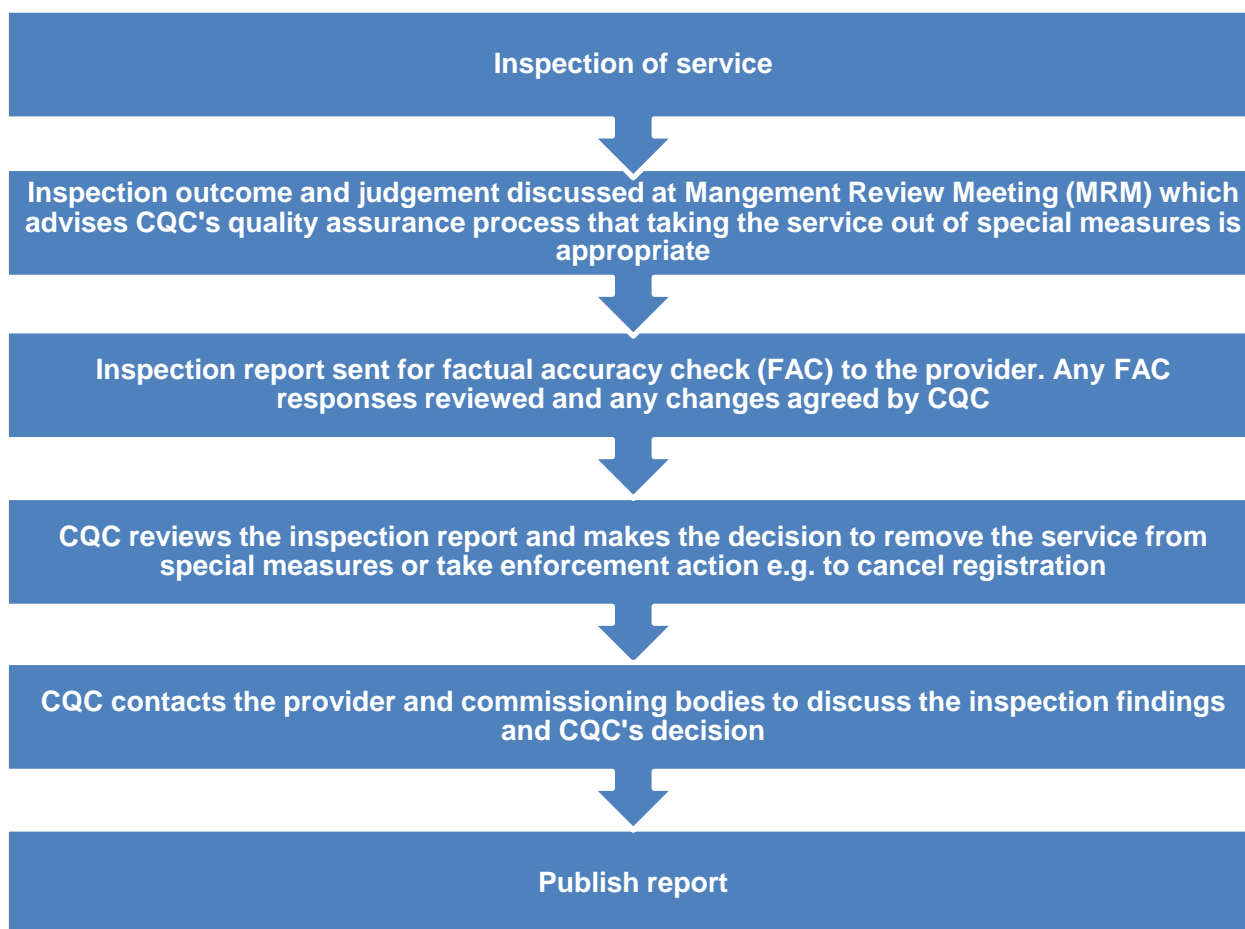 Inspection of service
Inspection outcome and judgement discussed at Mangement Review Meeting (MRM) which
advises CQC's quality assurance process that taking the service out of special measures is
appropriate
Inspection report sent for factual accuracy check (FAC) to the provider. Any FAC
responses reviewed and any changes agreed by CQC
CQC reviews the inspection report and makes the decision to remove the service from
special measures or take enforcement action e.g. to cancel registration
CQC contacts the provider and commissioning bodies to discuss the inspection findings
and CQC's decision
Publish report